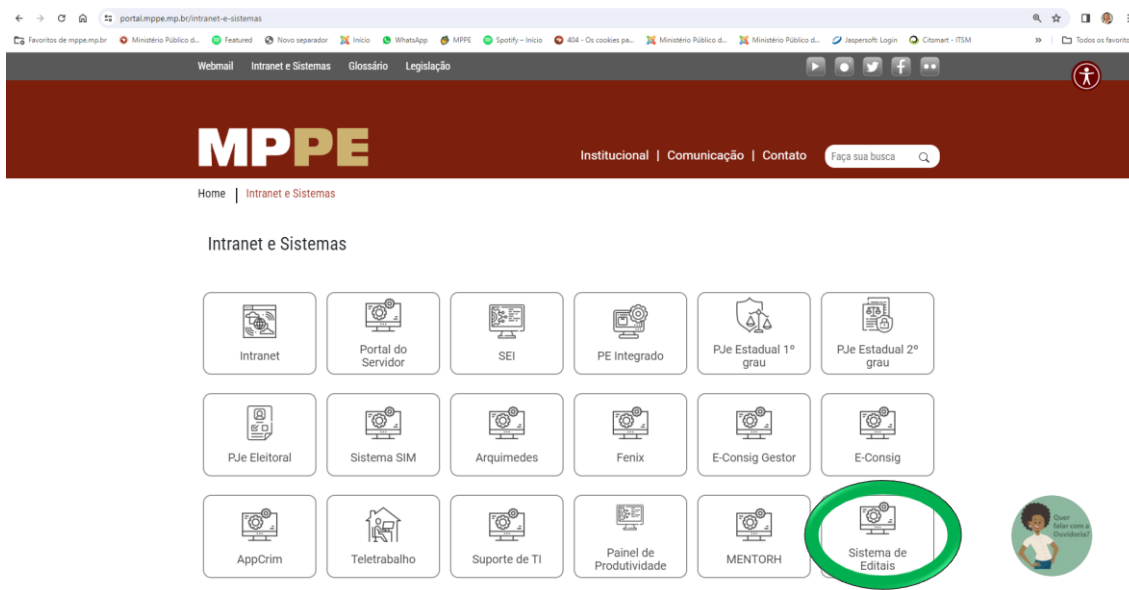 portal.mppe.mp.br/intranet-e-sistemas
Favoritos de mppe.mp.br Ministério Público d... Featured Novo separador Início WhatsApp MPPE Spotify – Início 404 - Os cookies pa... Ministério Público d... Ministério Público d... Jaspersoft: Login Citsmart - ITSM » Todos os favorito
Webmail Intranet e Sistemas Glossário Legislação
MPPE
Institucional | Comunicação | Contato Faça sua busca
Home | Intranet e Sistemas
Intranet e Sistemas
Intranet
Portal do
Servidor
SEI
PE Integrado
PJe Estadual 1º
grau
PJe Estadual 2º
grau
PJe Eleitoral
Sistema SIM
Arquimedes
Fenix
E-Consig Gestor
E-Consig
AppCrim
Teletrabalho
Suporte de TI
Painel de
Produtividade
MENTORH
Sistema de
Editais
Quer
falar com a
Ouvidoria?